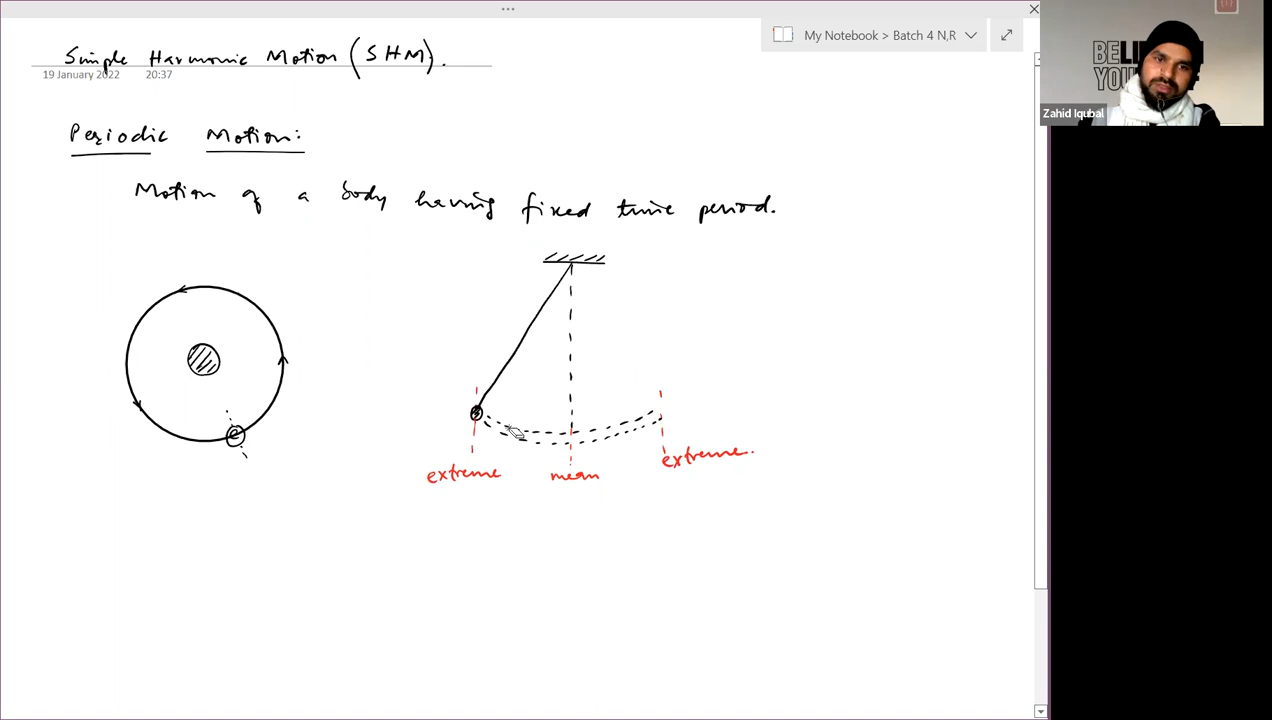 My Notebook > Batch 4 N,R
Simple Harmonic Motion (SHM).
19 January 2022 20:37
Periodic Motion:
Motion of a body having fixed time period.
e
extreme mean extreme.
Zahid Iqubal